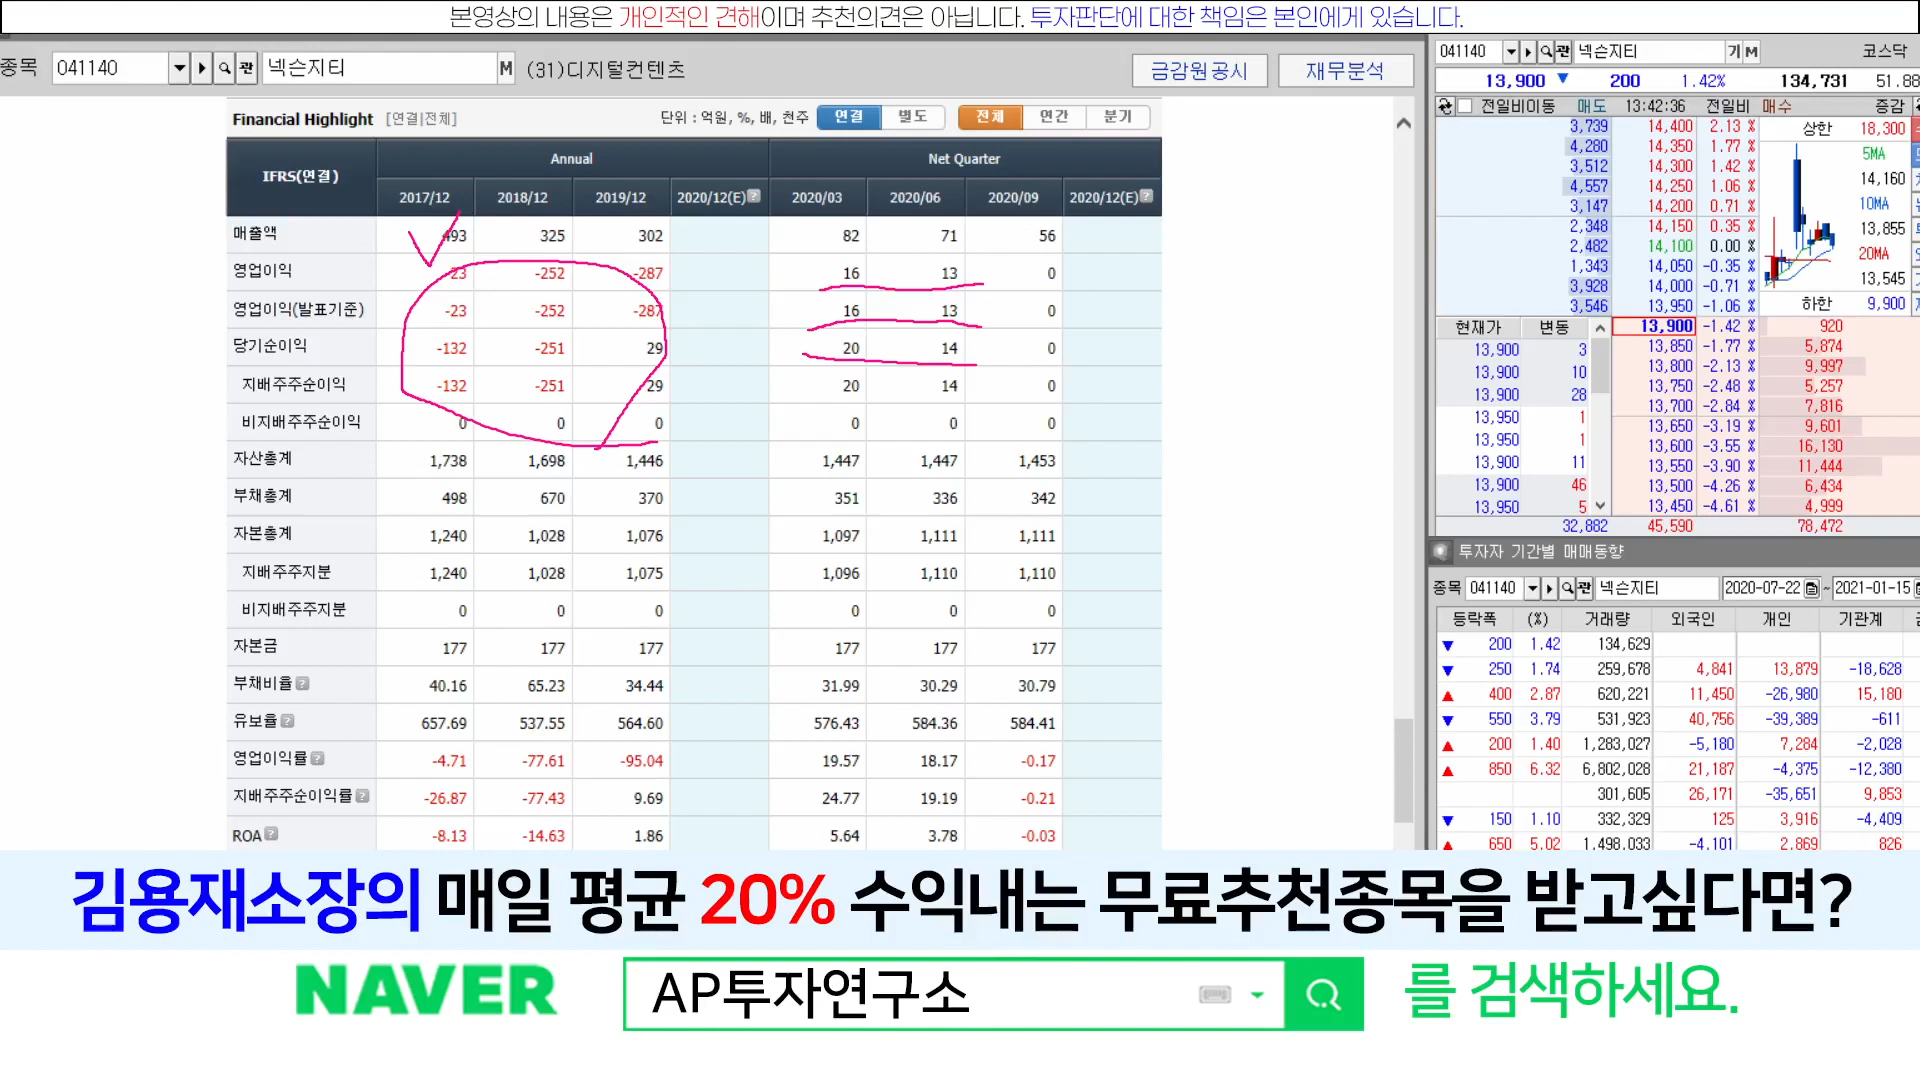 본영상의 내용은 개인적인 견해이며 추천의견은 아닙니다. 투자판단에 대한 책임은 본인에게 있습니다.
종목 041140 관 넥슨지티 M (31)디지털컨텐츠 금감원공시 재무분석
Financial Highlight [연결|전체] 단위 : 억원, %, 배, 천주 연결 별도 전체 연간 분기
IFRS(연결) Annual Net Quarter
2017/12 2018/12 2019/12 2020/12(E) 2020/03 2020/06 2020/09 2020/12(E)
매출액 493 325 302 82 71 56
영업이익 -23 -252 -287 16 13 0
영업이익(발표기준) -23 -252 -287 16 13 0
당기순이익 -132 -251 29 20 14 0
지배주주순이익 -132 -251 29 20 14 0
비지배주주순이익 0 0 0 0 0 0
자산총계 1,738 1,698 1,446 1,447 1,447 1,453
부채총계 498 670 370 351 336 342
자본총계 1,240 1,028 1,076 1,097 1,111 1,111
지배주주지분 1,240 1,028 1,075 1,096 1,110 1,110
비지배주주지분 0 0 0 0 0 0
자본금 177 177 177 177 177 177
부채비율 40.16 65.23 34.44 31.99 30.29 30.79
유보율 657.69 537.55 564.60 576.43 584.36 584.41
영업이익률 -4.71 -77.61 -95.04 19.57 18.17 -0.17
지배주주순이익률 -26.87 -77.43 9.69 24.77 19.19 -0.21
ROA -8.13 -14.63 1.86 5.64 3.78 -0.03
041140 관 넥슨지티 기 M 코스닥
13,900 ▼ 200 1.42% 134,731 51.88
전일비이동 매도 13:42:36 전일비 매수 증감
3,739 14,400 2.13 % 상한 18,300
4,280 14,350 1.77 % 5MA
3,512 14,300 1.42 %
4,557 14,250 1.06 % 14,160
3,147 14,200 0.71 % 10MA
2,348 14,150 0.35 % 13,855
2,482 14,100 0.00 % 20MA
1,343 14,050 -0.35 %
3,928 14,000 -0.71 % 13,545
3,546 13,950 -1.06 % 하한 9,900
현재가 변동 13,900 -1.42 % 920
13,900 3 13,850 -1.77 % 5,874
13,900 10 13,800 -2.13 % 9,997
13,900 28 13,750 -2.48 % 5,257
13,950 1 13,700 -2.84 % 7,816
13,950 1 13,650 -3.19 % 9,601
13,900 11 13,600 -3.55 % 16,130
13,900 46 13,550 -3.90 % 11,444
13,950 5 13,500 -4.26 % 6,434
13,450 -4.61 % 4,999
32,882 45,590 78,472
투자자 기간별 매매동향
종목 041140 관 넥슨지티 2020-07-22 ~ 2021-01-15
등락폭 (%) 거래량 외국인 개인 기관계
▼ 200 1.42 134,629
▼ 250 1.74 259,678 4,841 13,879 -18,628
▲ 400 2.87 620,221 11,450 -26,980 15,180
▼ 550 3.79 531,923 40,756 -39,389 -611
▲ 200 1.40 1,283,027 -5,180 7,284 -2,028
▲ 850 6.32 6,802,028 21,187 -4,375 -12,380
301,605 26,171 -35,651 9,853
▼ 150 1.10 332,329 125 3,916 -4,409
▲ 650 5.02 1,498,033 -4,101 2,869 826
김용재소장의 매일 평균 20% 수익내는 무료추천종목을 받고싶다면?
NAVER AP투자연구소 를 검색하세요.